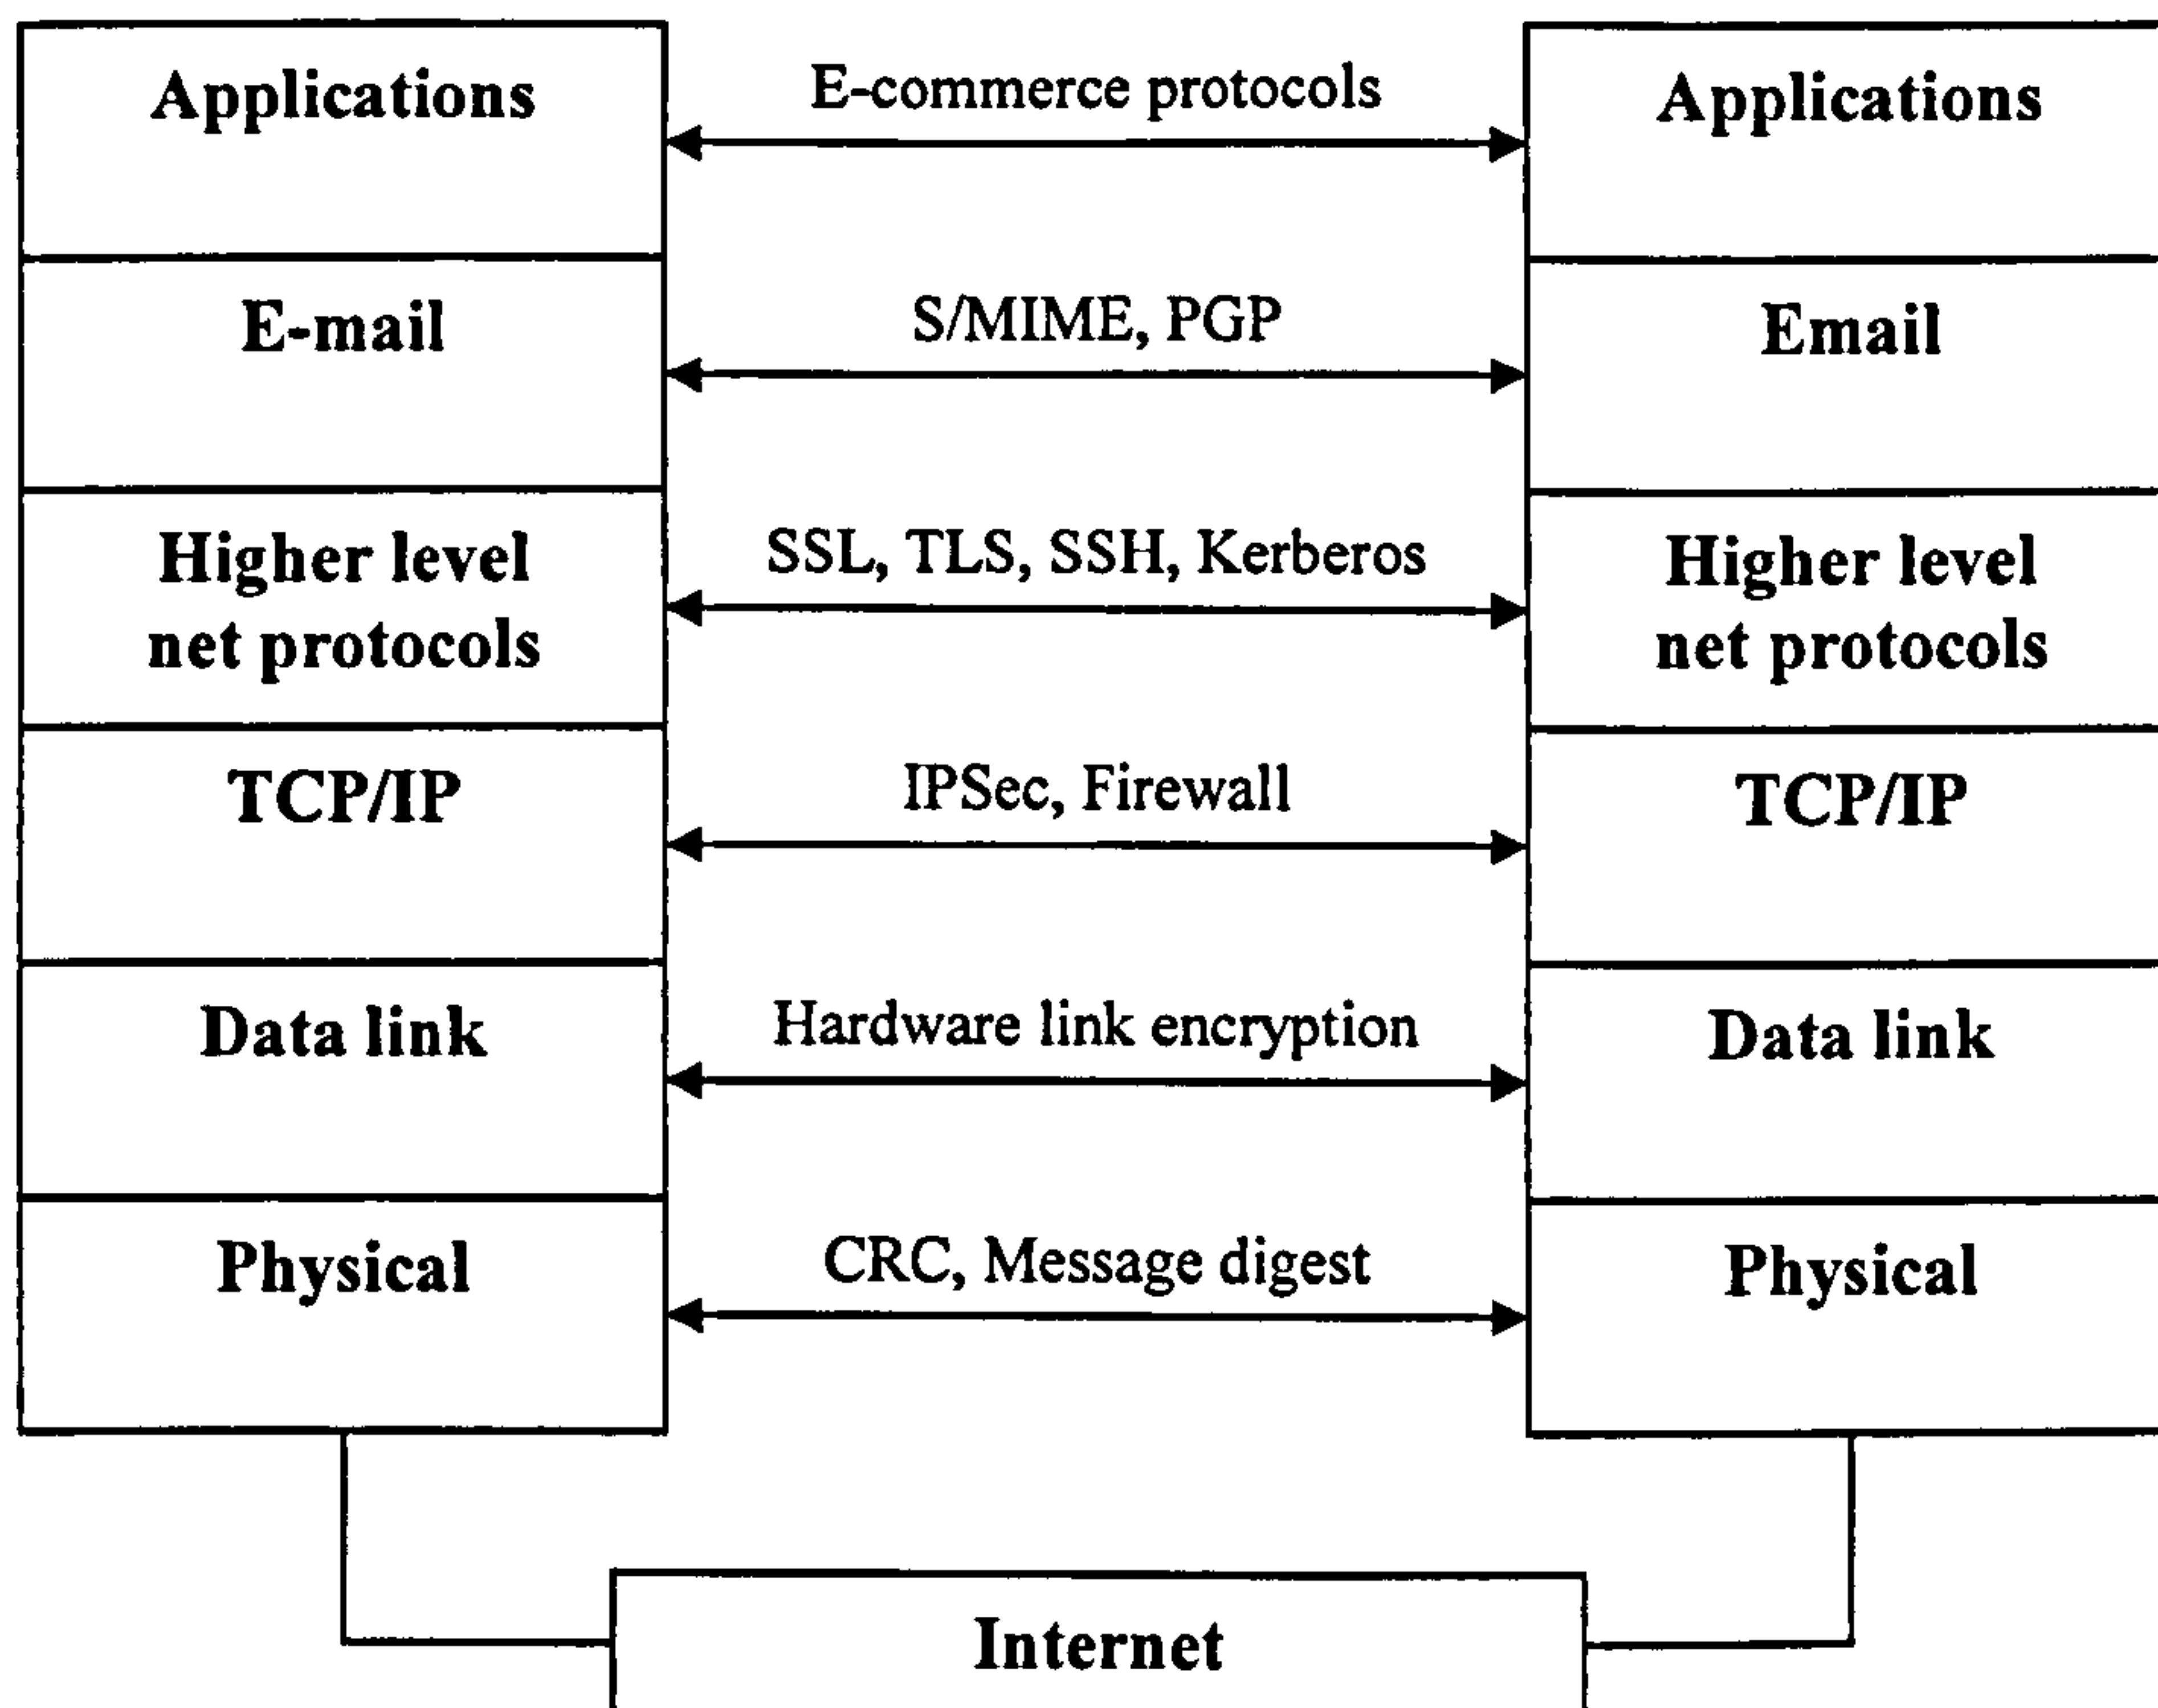 Applications
E-commerce protocols
Applications
E-mail
S/MIME, PGP
Email
Higher level
net protocols
SSL, TLS, SSH, Kerberos
Higher level
net protocols
TCP/IP
IPSec, Firewall
TCP/IP
Data link
Hardware link encryption
Data link
Physical
CRC, Message digest
Physical
Internet